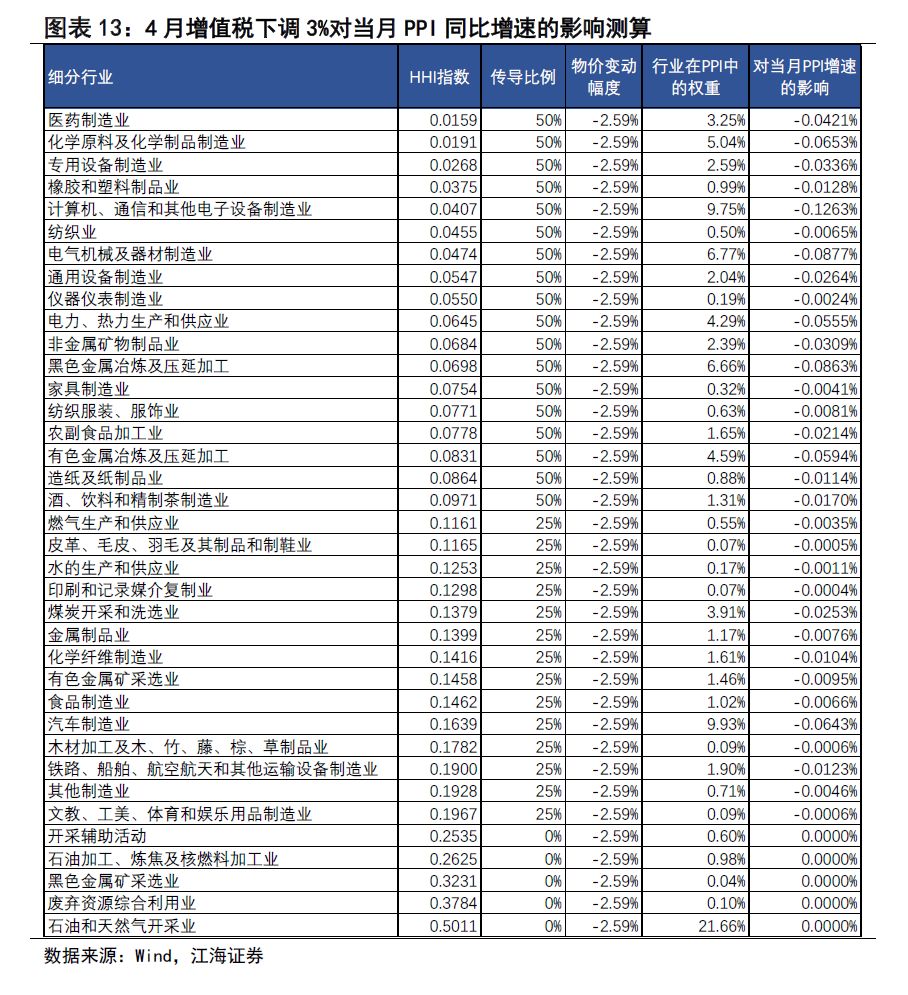 图表 13：4 月增值税下调 3%对当月 PPI 同比增速的影响测算
细分行业 HHI指数 传导比例 物价变动幅度 行业在PPI中的权重 对当月PPI增速的影响
医药制造业 0.0159 50% -2.59% 3.25% -0.0421%
化学原料及化学制品制造业 0.0191 50% -2.59% 5.04% -0.0653%
专用设备制造业 0.0268 50% -2.59% 2.59% -0.0336%
橡胶和塑料制品业 0.0375 50% -2.59% 0.99% -0.0128%
计算机、通信和其他电子设备制造业 0.0407 50% -2.59% 9.75% -0.1263%
纺织业 0.0455 50% -2.59% 0.50% -0.0065%
电气机械及器材制造业 0.0474 50% -2.59% 6.77% -0.0877%
通用设备制造业 0.0547 50% -2.59% 2.04% -0.0264%
仪器仪表制造业 0.0550 50% -2.59% 0.19% -0.0024%
电力、热力生产和供应业 0.0645 50% -2.59% 4.29% -0.0555%
非金属矿物制品业 0.0684 50% -2.59% 2.39% -0.0309%
黑色金属冶炼及压延加工 0.0698 50% -2.59% 6.66% -0.0863%
家具制造业 0.0754 50% -2.59% 0.32% -0.0041%
纺织服装、服饰业 0.0771 50% -2.59% 0.63% -0.0081%
农副食品加工业 0.0778 50% -2.59% 1.65% -0.0214%
有色金属冶炼及压延加工 0.0831 50% -2.59% 4.59% -0.0594%
造纸及纸制品业 0.0864 50% -2.59% 0.88% -0.0114%
酒、饮料和精制茶制造业 0.0971 50% -2.59% 1.31% -0.0170%
燃气生产和供应业 0.1161 25% -2.59% 0.55% -0.0035%
皮革、毛皮、羽毛及其制品和制鞋业 0.1165 25% -2.59% 0.07% -0.0005%
水的生产和供应业 0.1253 25% -2.59% 0.17% -0.0011%
印刷和记录媒介复制业 0.1298 25% -2.59% 0.07% -0.0004%
煤炭开采和洗选业 0.1379 25% -2.59% 3.91% -0.0253%
金属制品业 0.1399 25% -2.59% 1.17% -0.0076%
化学纤维制造业 0.1416 25% -2.59% 1.61% -0.0104%
有色金属矿采选业 0.1458 25% -2.59% 1.46% -0.0095%
食品制造业 0.1462 25% -2.59% 1.02% -0.0066%
汽车制造业 0.1639 25% -2.59% 9.93% -0.0643%
木材加工及木、竹、藤、棕、草制品业 0.1782 25% -2.59% 0.09% -0.0006%
铁路、船舶、航空航天和其他运输设备制造业 0.1900 25% -2.59% 1.90% -0.0123%
其他制造业 0.1928 25% -2.59% 0.71% -0.0046%
文教、工美、体育和娱乐用品制造业 0.1967 25% -2.59% 0.09% -0.0006%
开采辅助活动 0.2535 0% -2.59% 0.60% 0.0000%
石油加工、炼焦及核燃料加工业 0.2625 0% -2.59% 0.98% 0.0000%
黑色金属矿采选业 0.3231 0% -2.59% 0.04% 0.0000%
废弃资源综合利用业 0.3784 0% -2.59% 0.10% 0.0000%
石油和天然气开采业 0.5011 0% -2.59% 21.66% 0.0000%
数据来源：Wind，江海证券